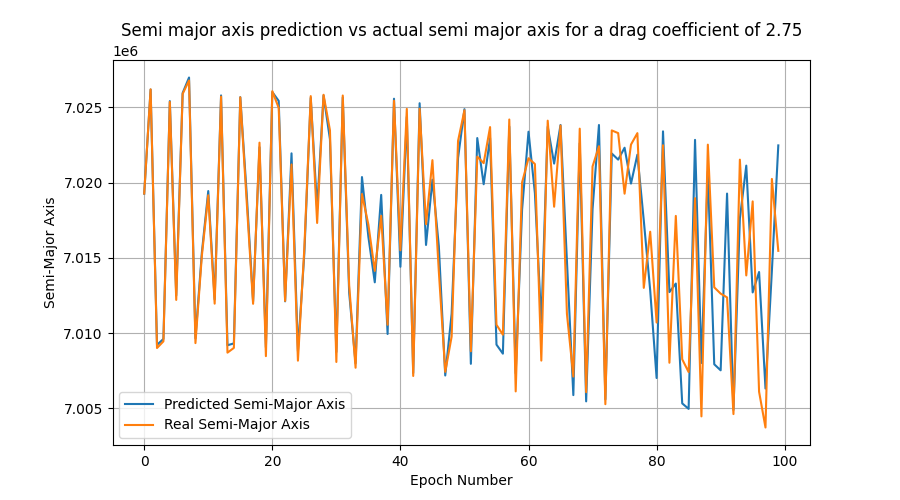 Semi major axis prediction vs actual semi major axis for a drag coefficient of 2.75
1e6
7.025
7.020
7.015
7.010
7.005
Semi-Major Axis
Predicted Semi-Major Axis
Real Semi-Major Axis
0 20 40 60 80 100
Epoch Number